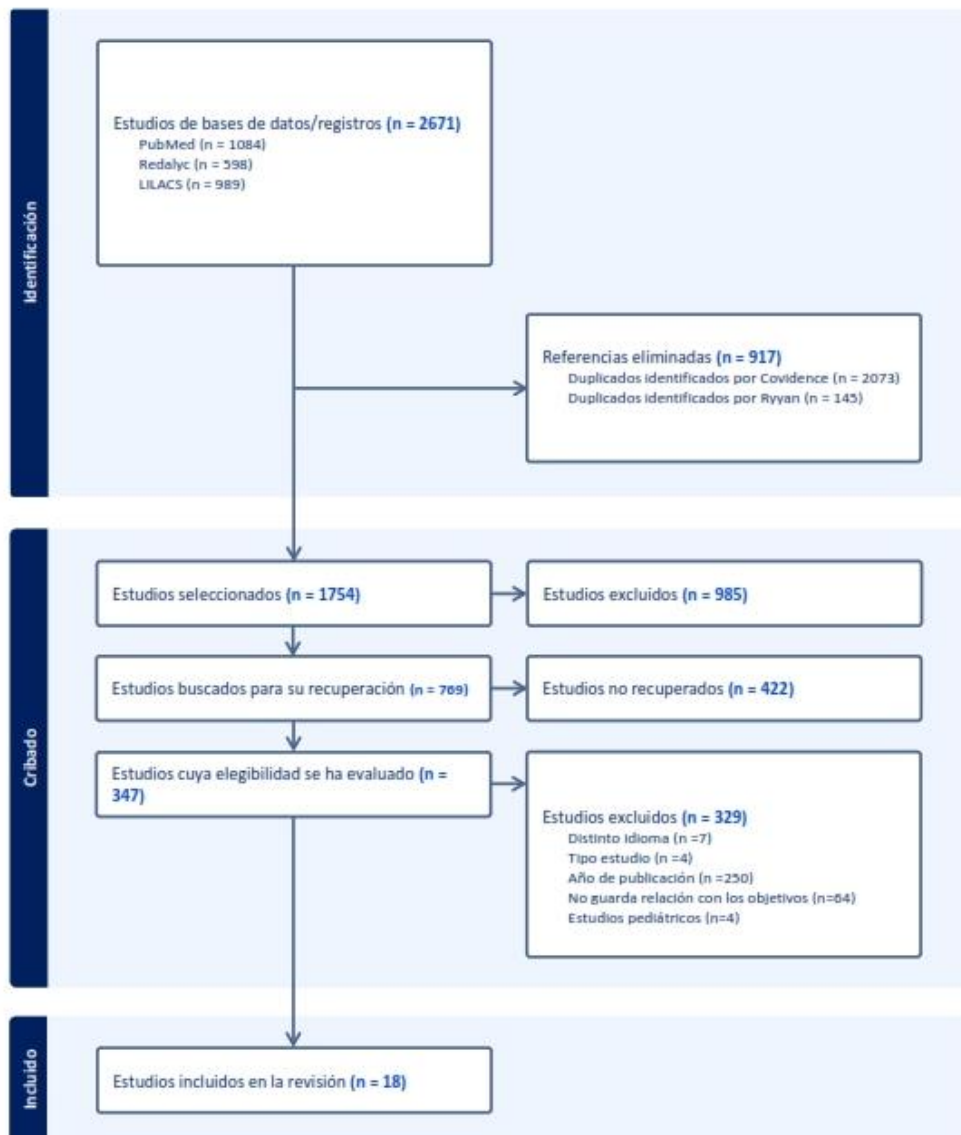 Identificación
Estudios de bases de datos/registros (n = 2671)
PubMed (n = 1084)
Redalyc (n = 598)
LILACS (n = 989)
Referencias eliminadas (n = 917)
Duplicados identificados por Covidence (n = 2073)
Duplicados identificados por Ryyan (n = 145)
Cribado
Estudios seleccionados (n = 1754)
Estudios excluidos (n = 985)
Estudios buscados para su recuperación (n = 769)
Estudios no recuperados (n = 422)
Estudios cuya elegibilidad se ha evaluado (n =
347)
Estudios excluidos (n = 329)
Distinto idioma (n =7)
Tipo estudio (n =4)
Año de publicación (n =250)
No guarda relación con los objetivos (n=64)
Estudios pediátricos (n=4)
Incluido
Estudios incluidos en la revisión (n = 18)